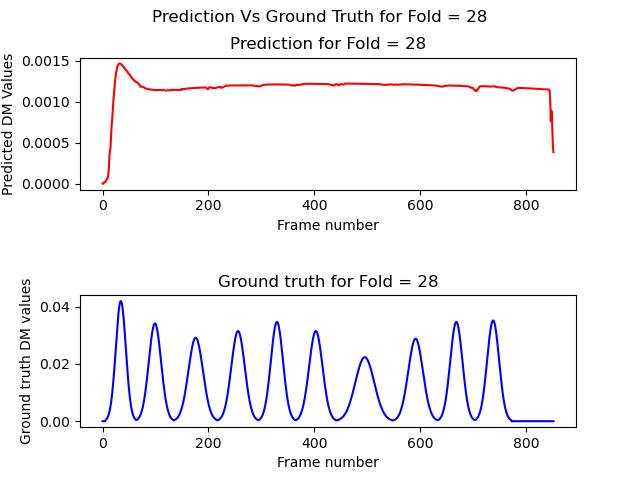 Prediction Vs Ground Truth for Fold = 28
Prediction for Fold = 28
Predicted DM Values
0.0015
0.0010
0.0005
0.0000
0 200 400 600 800
Frame number
Ground truth for Fold = 28
Ground truth DM values
0.04
0.02
0.00
0 200 400 600 800
Frame number